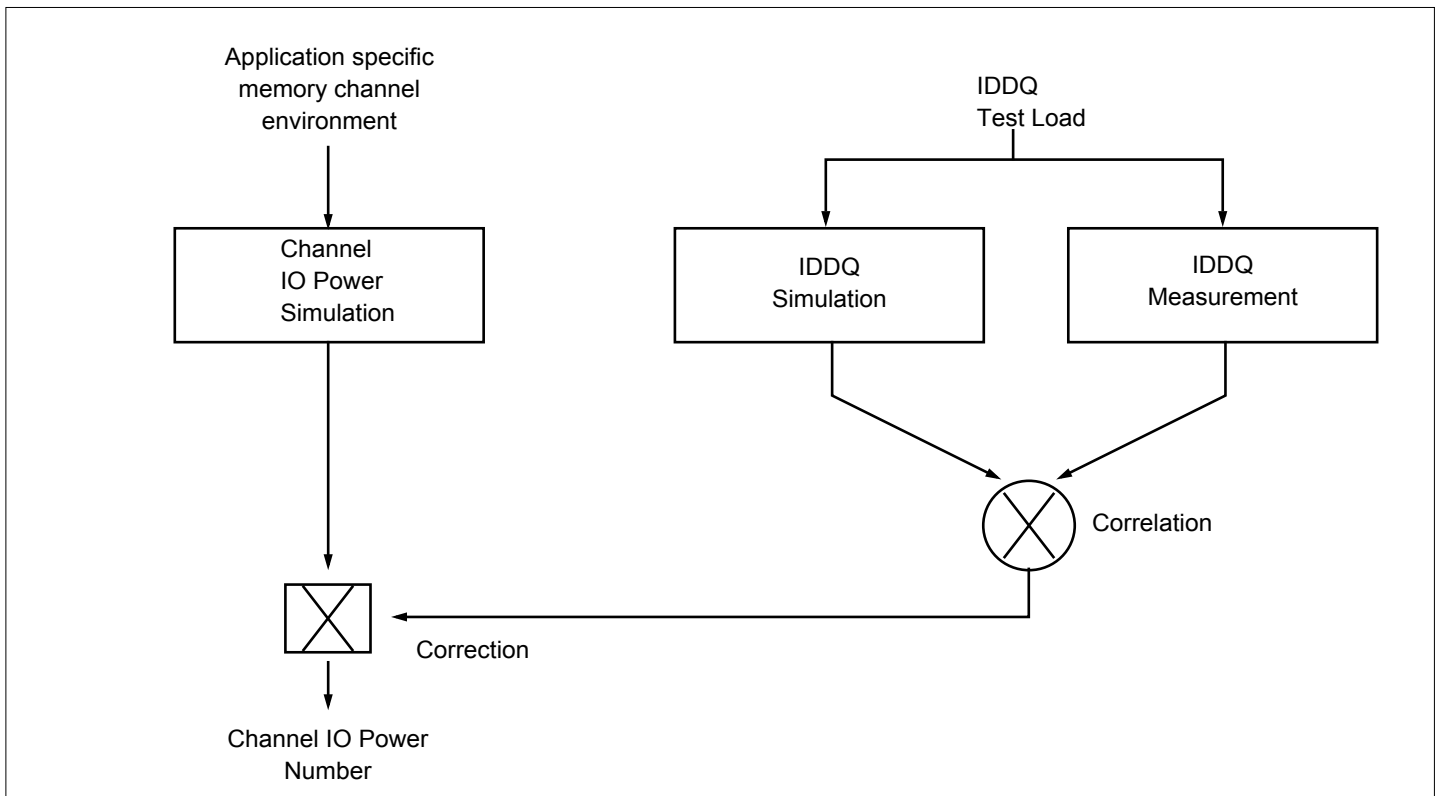 Application specific
memory channel
environment
IDDQ
Test Load
Channel
IO Power
Simulation
IDDQ
Simulation
IDDQ
Measurement
Correlation
Correction
Channel IO Power
Number